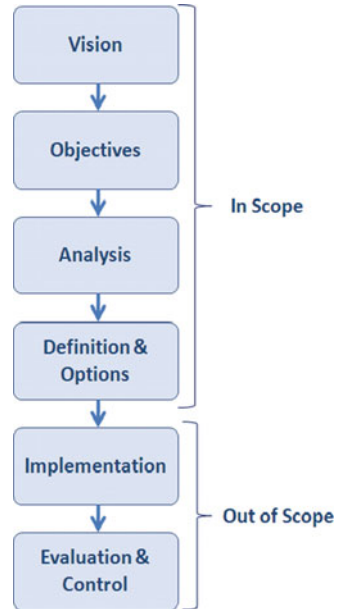 Vision
Objectives
In Scope
Analysis
Definition &
Options
Implementation
Out of Scope
Evaluation &
Control